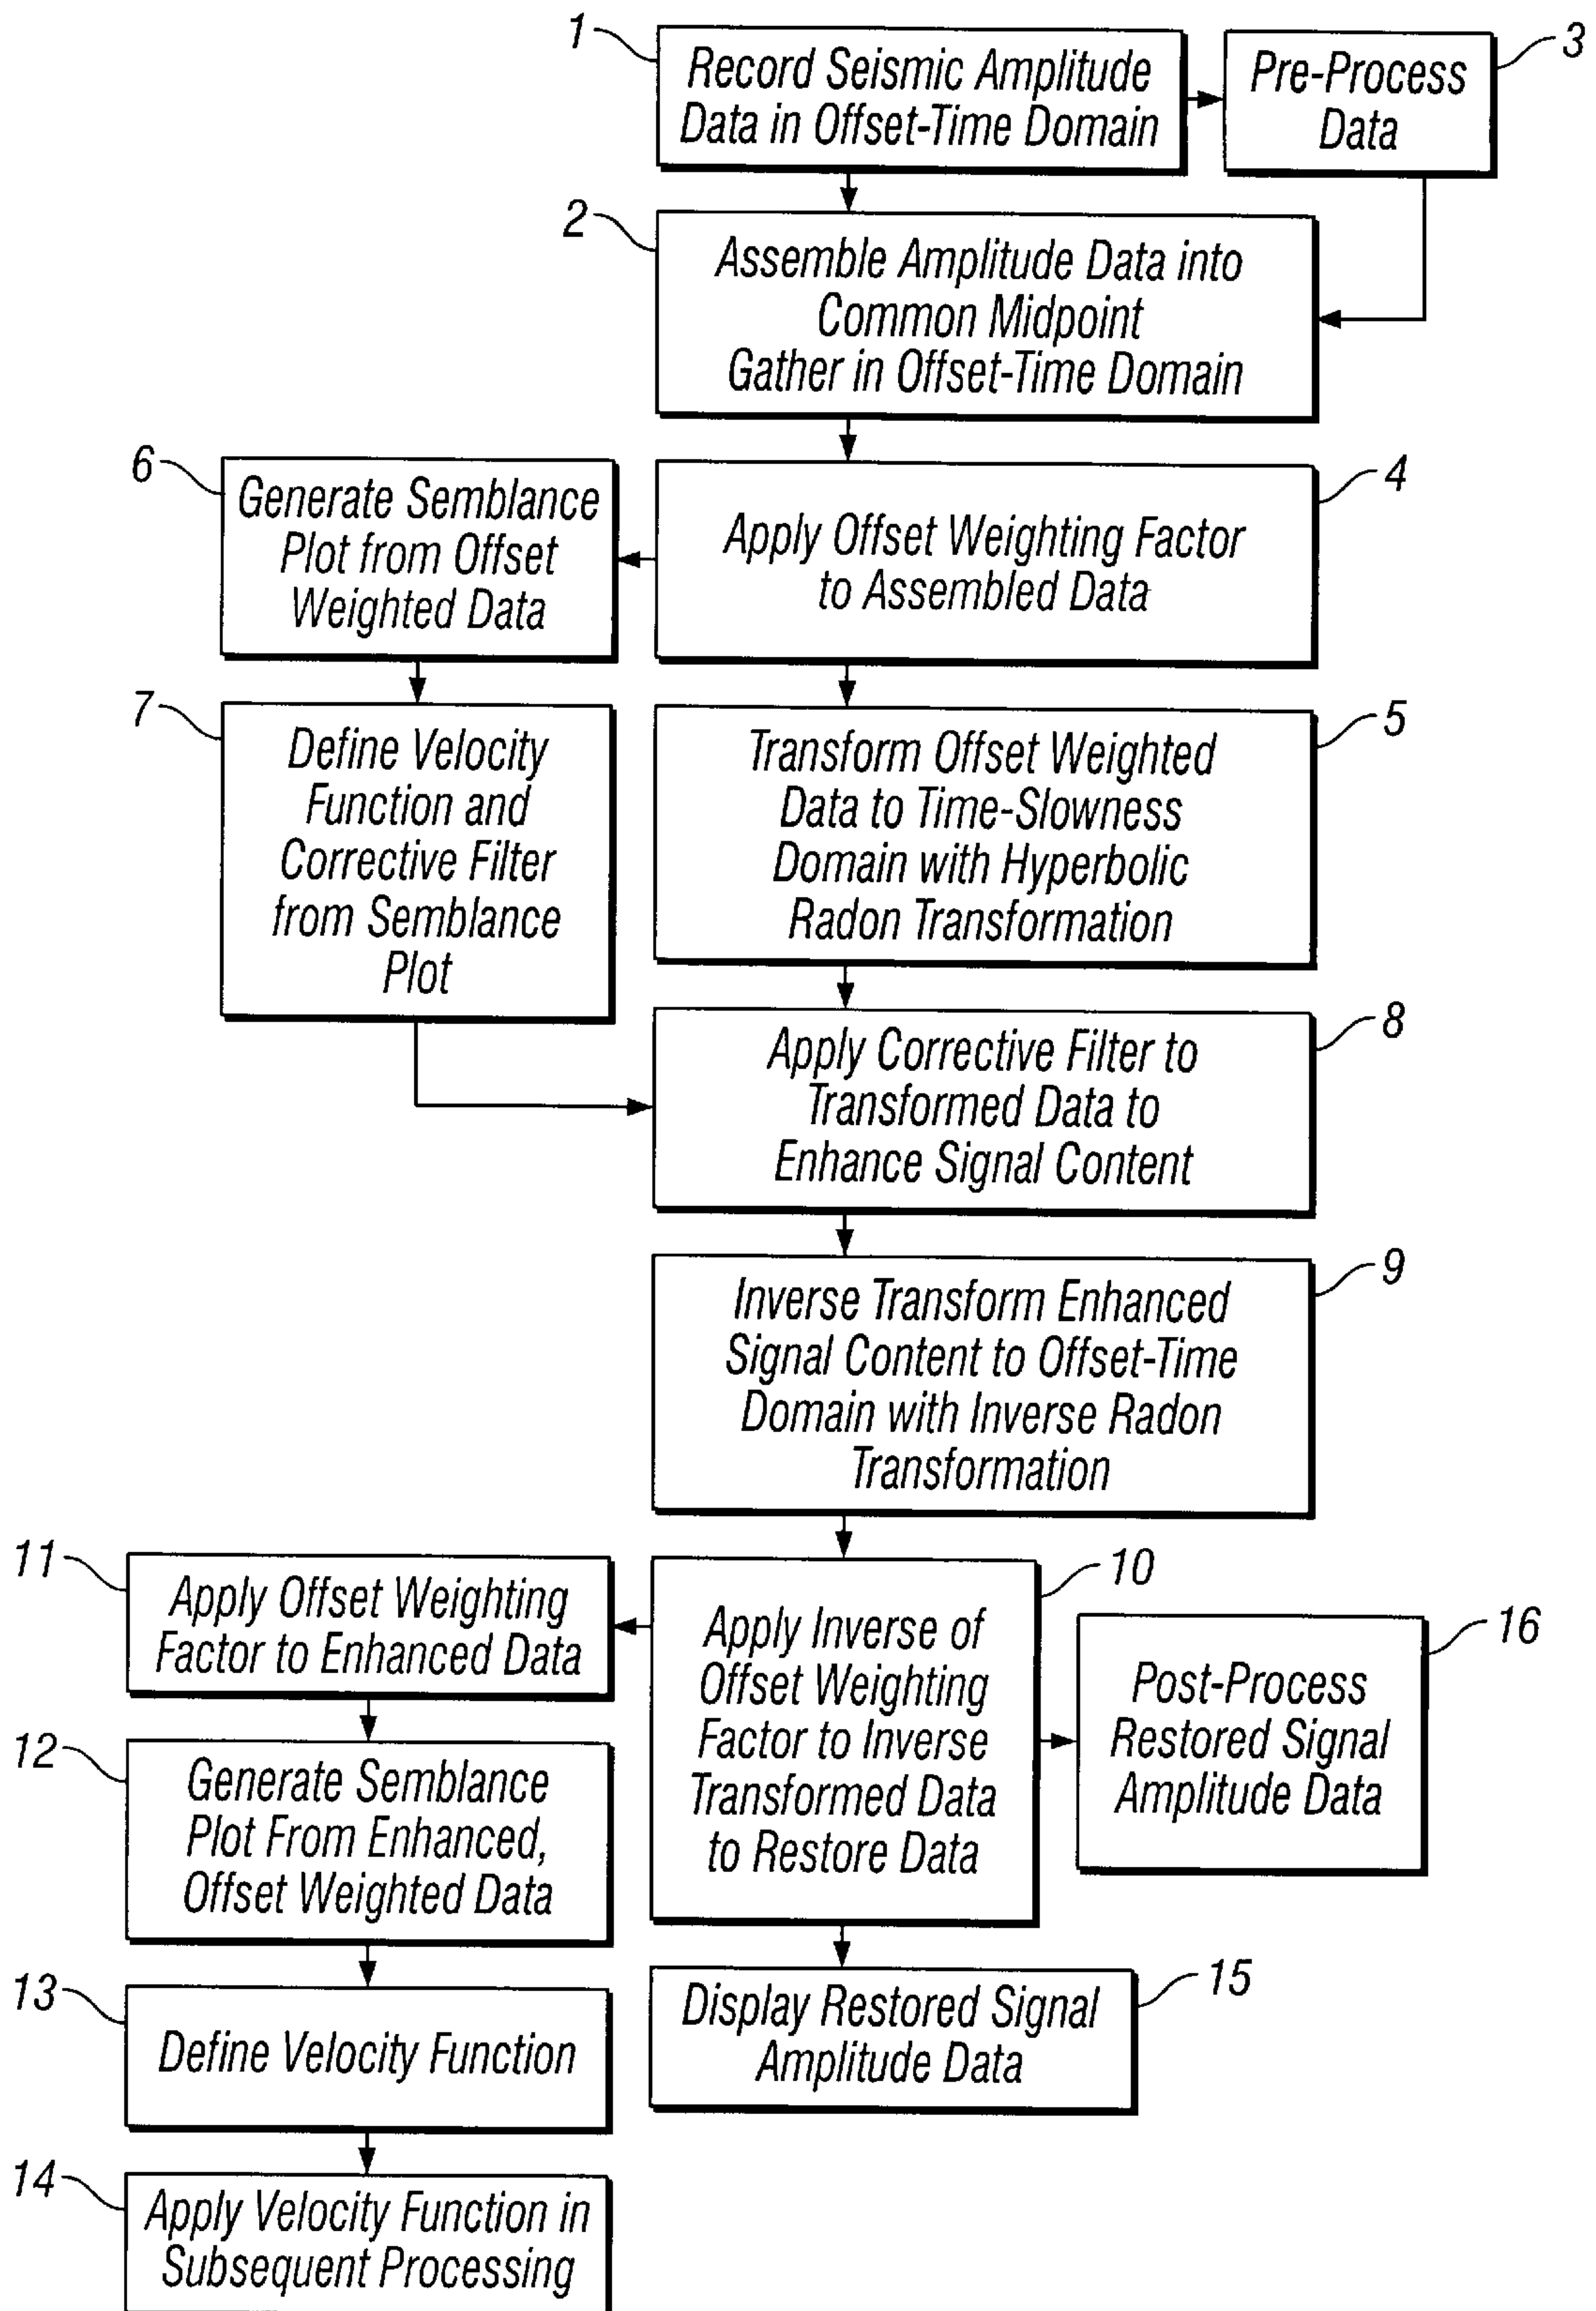 1
Record Seismic Amplitude
Data in Offset-Time Domain
3
Pre-Process
Data
2
Assemble Amplitude Data into
Common Midpoint
Gather in Offset-Time Domain
6
Generate Semblance
Plot from Offset
Weighted Data
4
Apply Offset Weighting Factor
to Assembled Data
7
Define Velocity
Function and
Corrective Filter
from Semblance
Plot
5
Transform Offset Weighted
Data to Time-Slowness
Domain with Hyperbolic
Radon Transformation
8
Apply Corrective Filter to
Transformed Data to
Enhance Signal Content
9
Inverse Transform Enhanced
Signal Content to Offset-Time
Domain with Inverse Radon
Transformation
11
Apply Offset Weighting
Factor to Enhanced Data
10
Apply Inverse of
Offset Weighting
Factor to Inverse
Transformed Data
to Restore Data
16
Post-Process
Restored Signal
Amplitude Data
12
Generate Semblance
Plot From Enhanced,
Offset Weighted Data
13
Define Velocity Function
15
Display Restored Signal
Amplitude Data
14
Apply Velocity Function in
Subsequent Processing